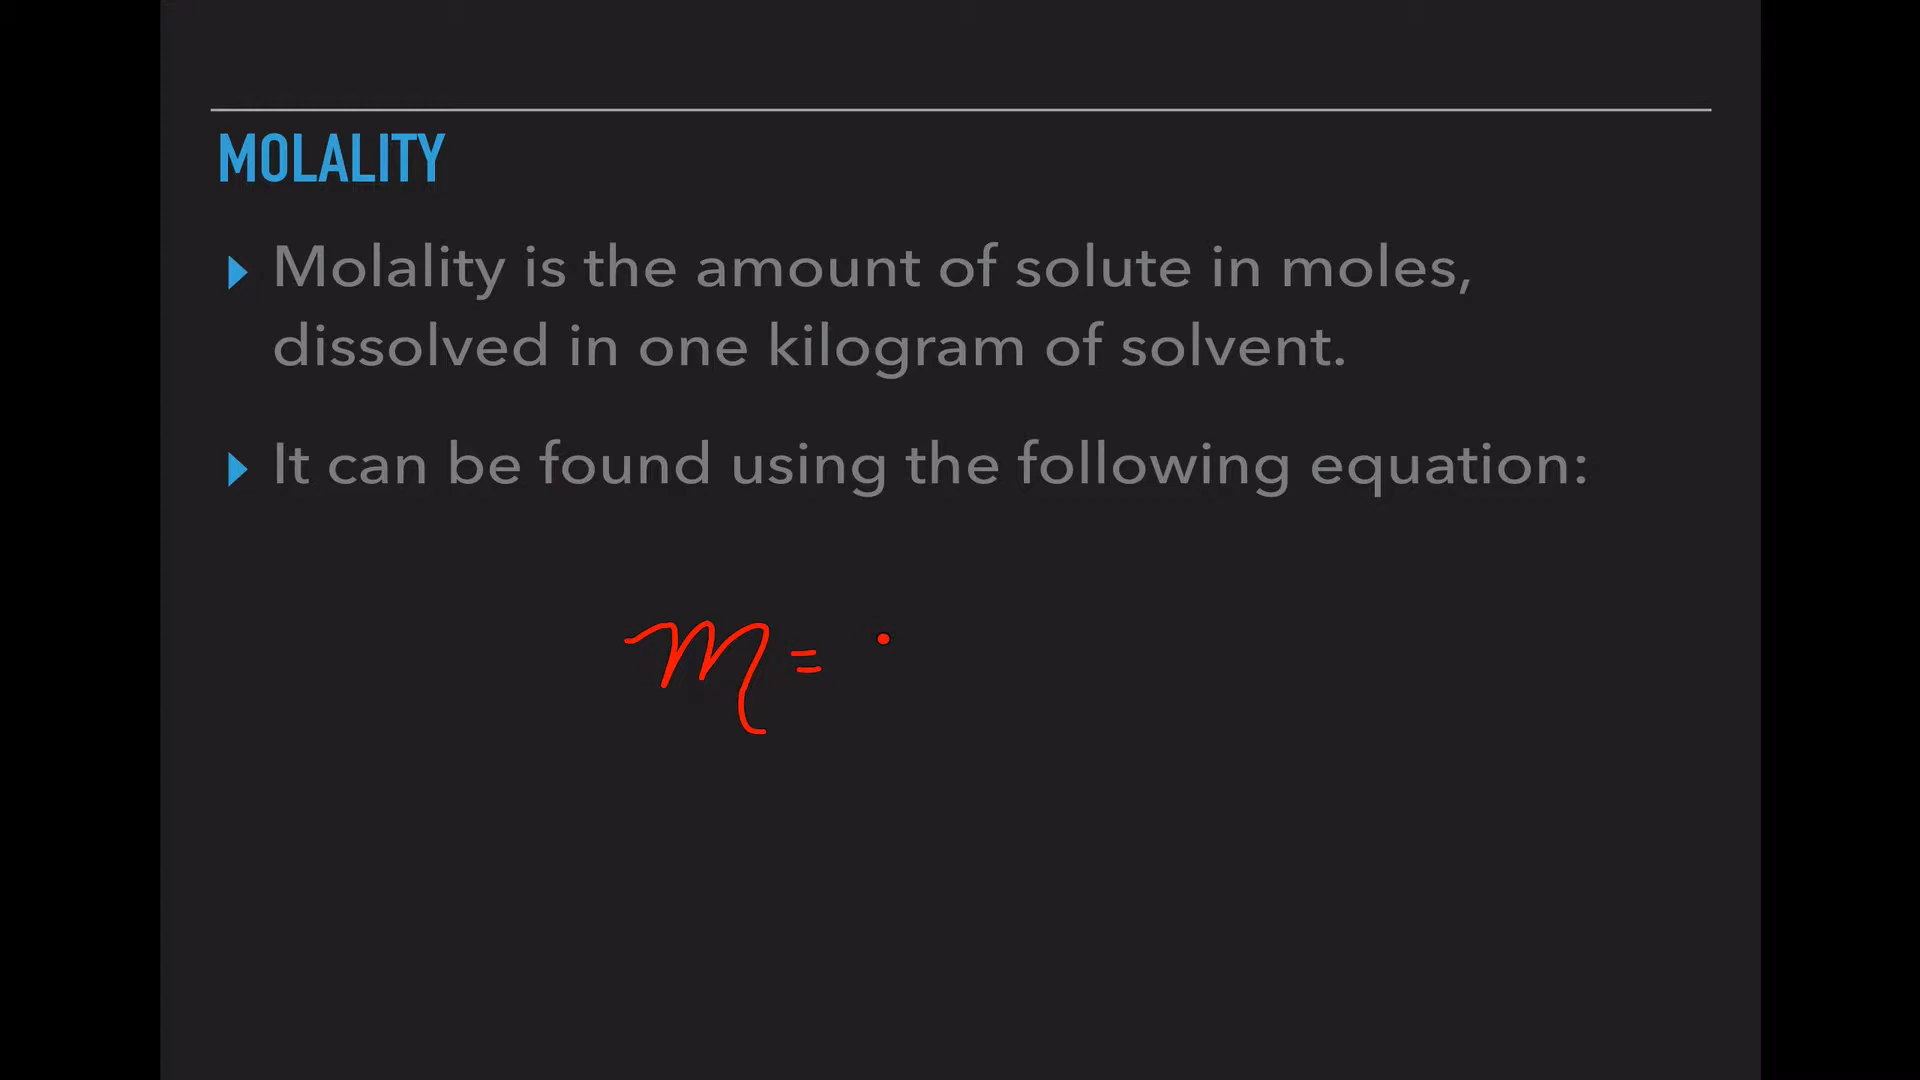 MOLALITY
Molality is the amount of solute in moles,
dissolved in one kilogram of solvent.
It can be found using the following equation:
m =